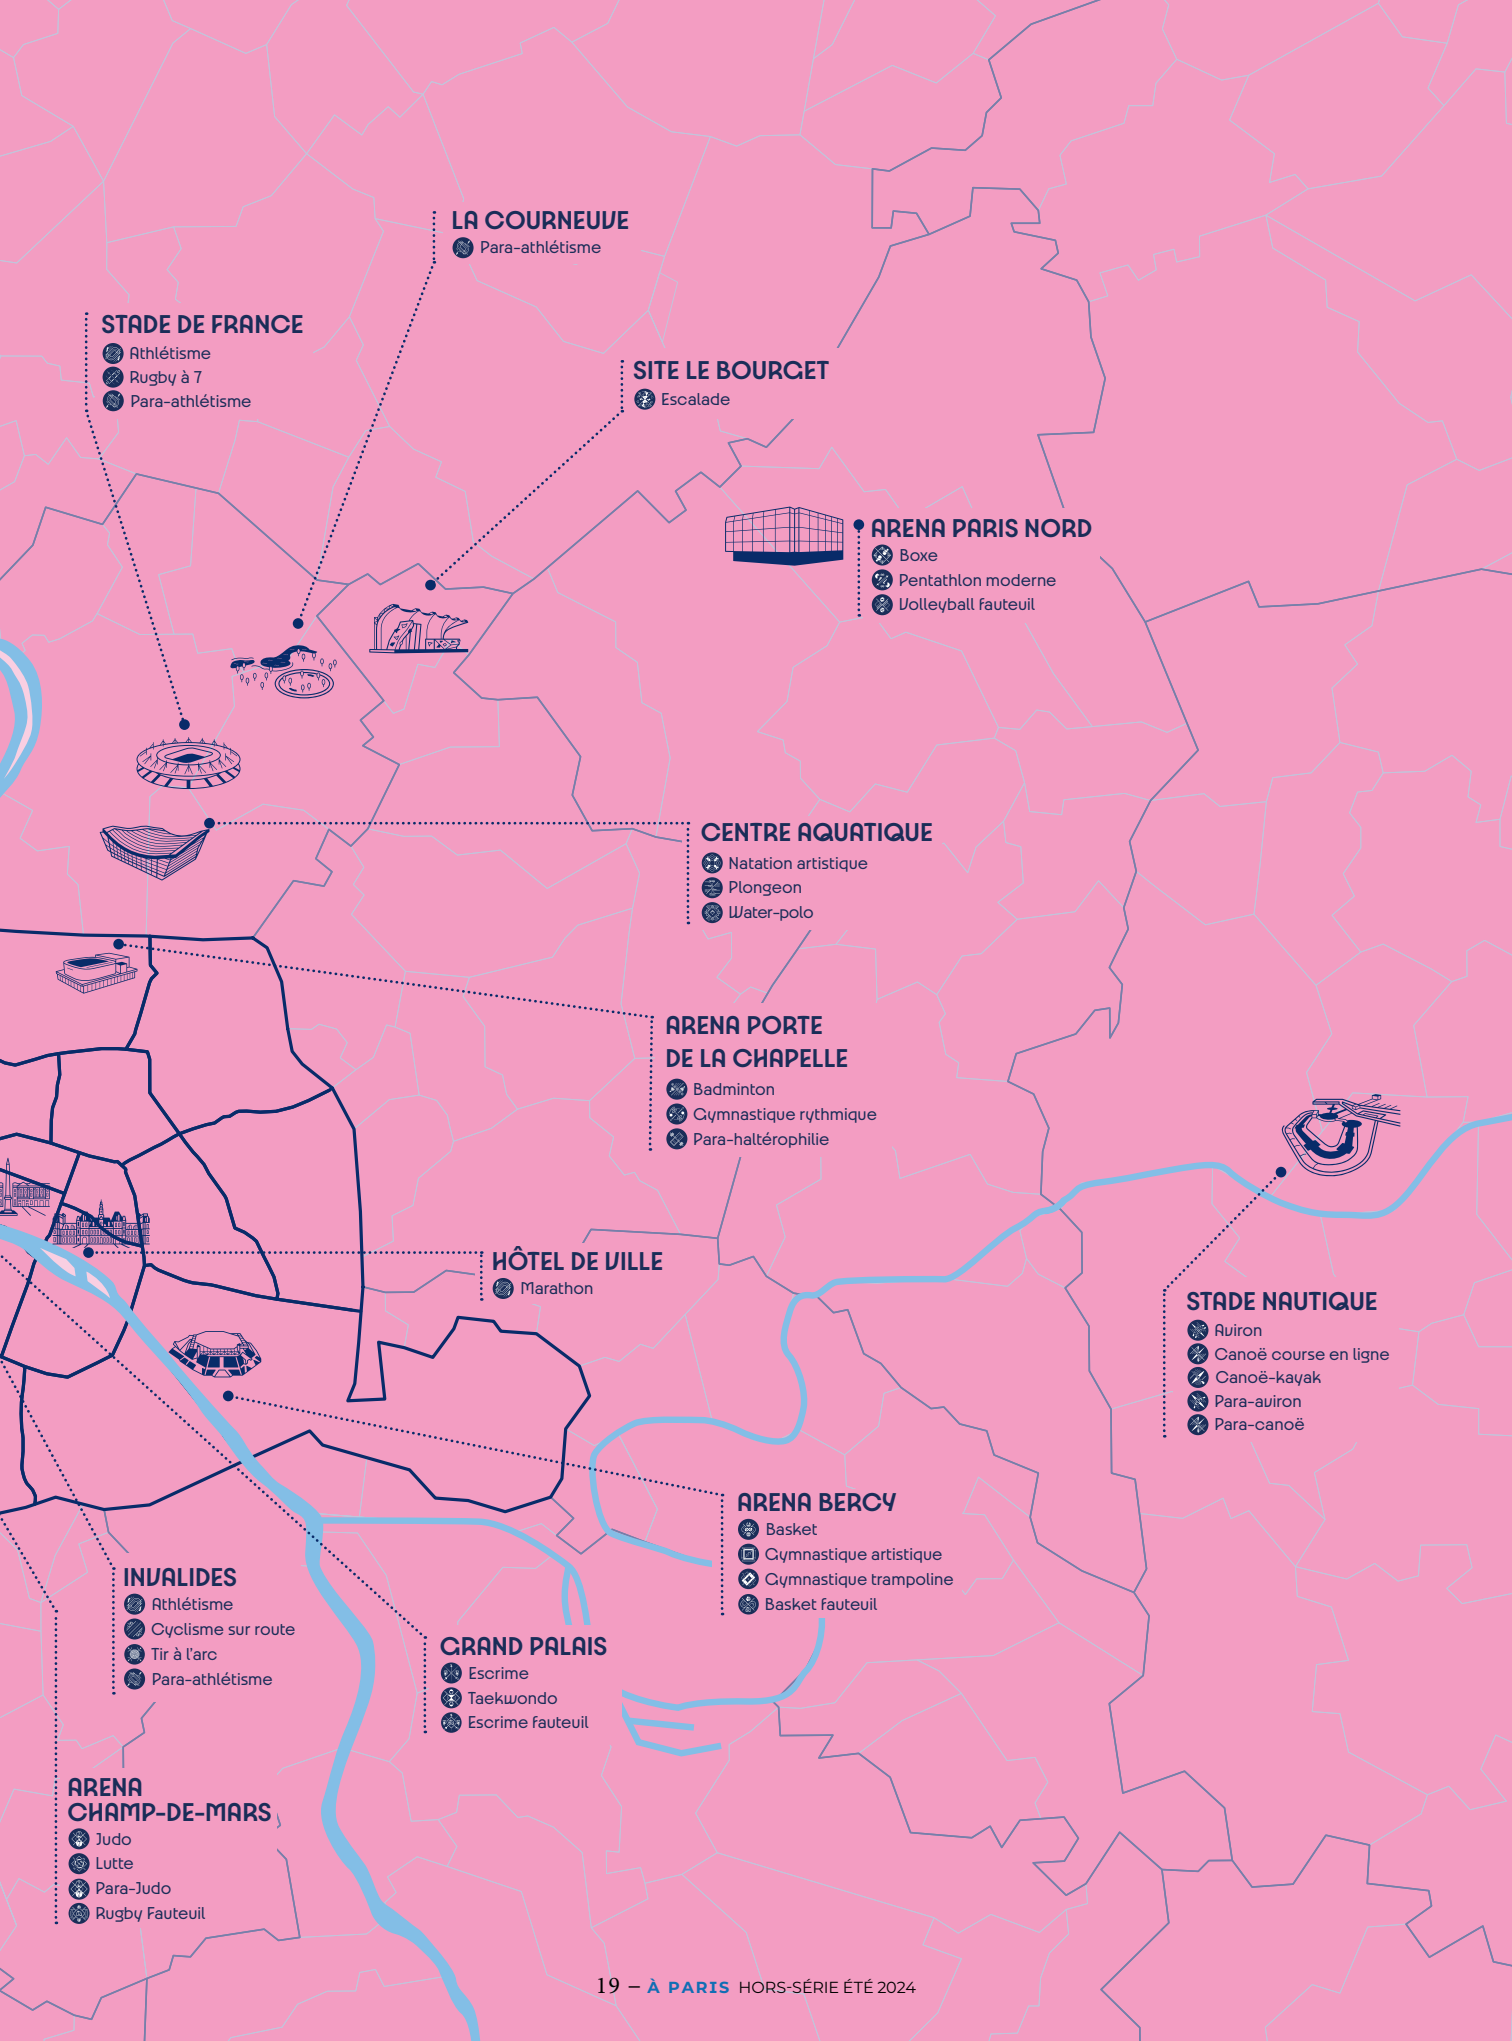 LA COURNEUVE
Para-athlétisme
STADE DE FRANCE
Athlétisme
Rugby à 7
Para-athlétisme
SITE LE BOURGET
Escalade
ARENA PARIS NORD
Boxe
Pentathlon moderne
Volleyball fauteuil
CENTRE AQUATIQUE
Natation artistique
Plongeon
Water-polo
ARENA PORTE
DE LA CHAPELLE
Badminton
Gymnastique rythmique
Para-haltérophilie
HÔTEL DE VILLE
Marathon
STADE NAUTIQUE
Aviron
Canoë course en ligne
Canoë-kayak
Para-aviron
Para-canoë
ARENA BERCY
Basket
Gymnastique artistique
Gymnastique trampoline
Basket fauteuil
INVALIDES
Athlétisme
Cyclisme sur route
Tir à l'arc
Para-athlétisme
GRAND PALAIS
Escrime
Taekwondo
Escrime fauteuil
ARENA
CHAMP-DE-MARS
Judo
Lutte
Para-Judo
Rugby Fauteuil
19 – À PARIS HORS-SÉRIE ÉTÉ 2024